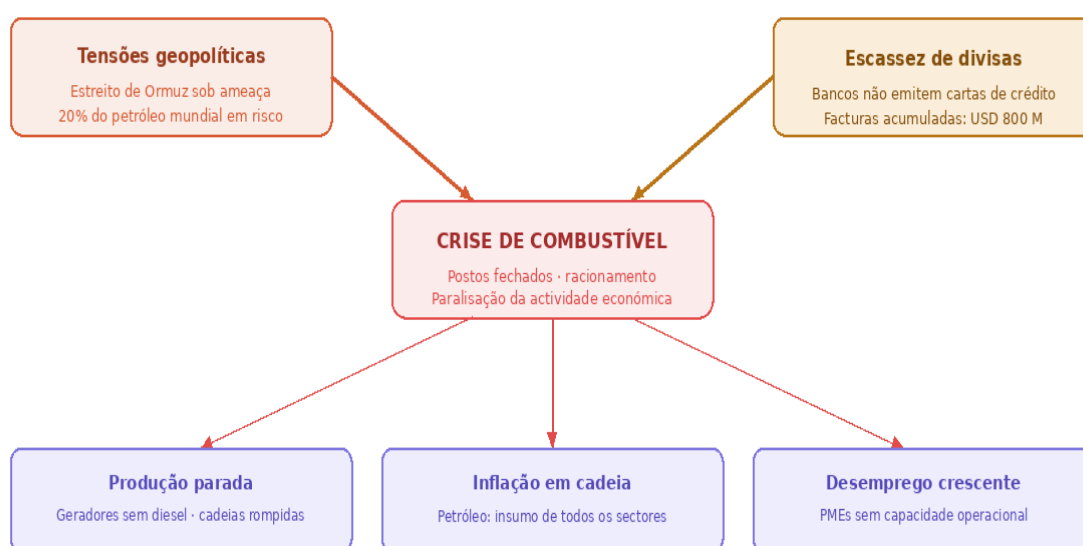 Tensões geopolíticas
Estreito de Ormuz sob ameaça
20% do petróleo mundial em risco
Escassez de divisas
Bancos não emitem cartas de crédito
Facturas acumuladas: USD 800 M
CRISE DE COMBUSTÍVEL
Postos fechados · racionamento
Paralisação da actividade económica
Produção parada
Geradores sem diesel · cadeias rompidas
Inflação em cadeia
Petróleo: insumo de todos os sectores
Desemprego crescente
PMEs sem capacidade operacional